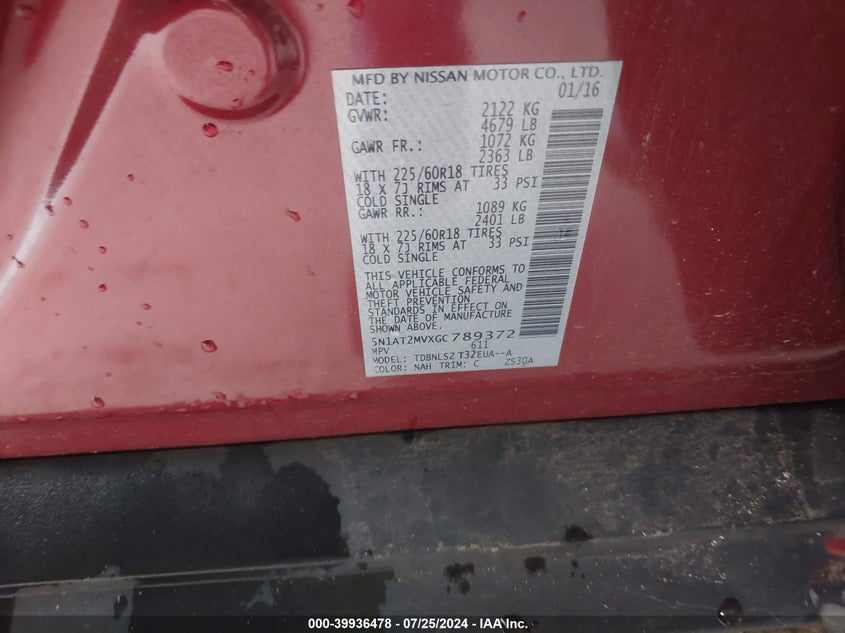 MFD BY NISSAN MOTOR CO., LTD.
DATE: 01/16
GVWR: 2122 KG
4679 LB
GAWR FR.: 1072 KG
2363 LB
WITH 225/60R18 TIRES
18 X 7J RIMS AT 33 PSI
COLD SINGLE
GAWR RR.: 1089 KG
2401 LB
WITH 225/60R18 TIRES
18 X 7J RIMS AT 33 PSI
COLD SINGLE
THIS VEHICLE CONFORMS TO
ALL APPLICABLE FEDERAL
MOTOR VEHICLE SAFETY AND
THEFT PREVENTION
STANDARDS IN EFFECT ON
THE DATE OF MANUFACTURE
SHOWN ABOVE.
5N1AT2MVXGC789372
MPV 611
TDBNLSZ T32EUA--A
COLOR: NAH TRIM: C ZS30A
000-39936478 - 07/25/2024 - IAA Inc.